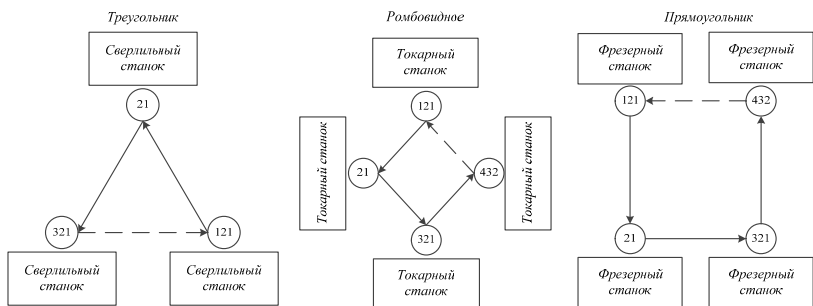 Треугольник
Сверлильный
станок
21
321
121
Сверлильный
станок
Сверлильный
станок
Ромбовидное
Токарный
станок
121
Токарный станок
21
432
Токарный станок
321
Токарный
станок
Прямоугольник
Фрезерный
станок
Фрезерный
станок
121
432
21
321
Фрезерный
станок
Фрезерный
станок